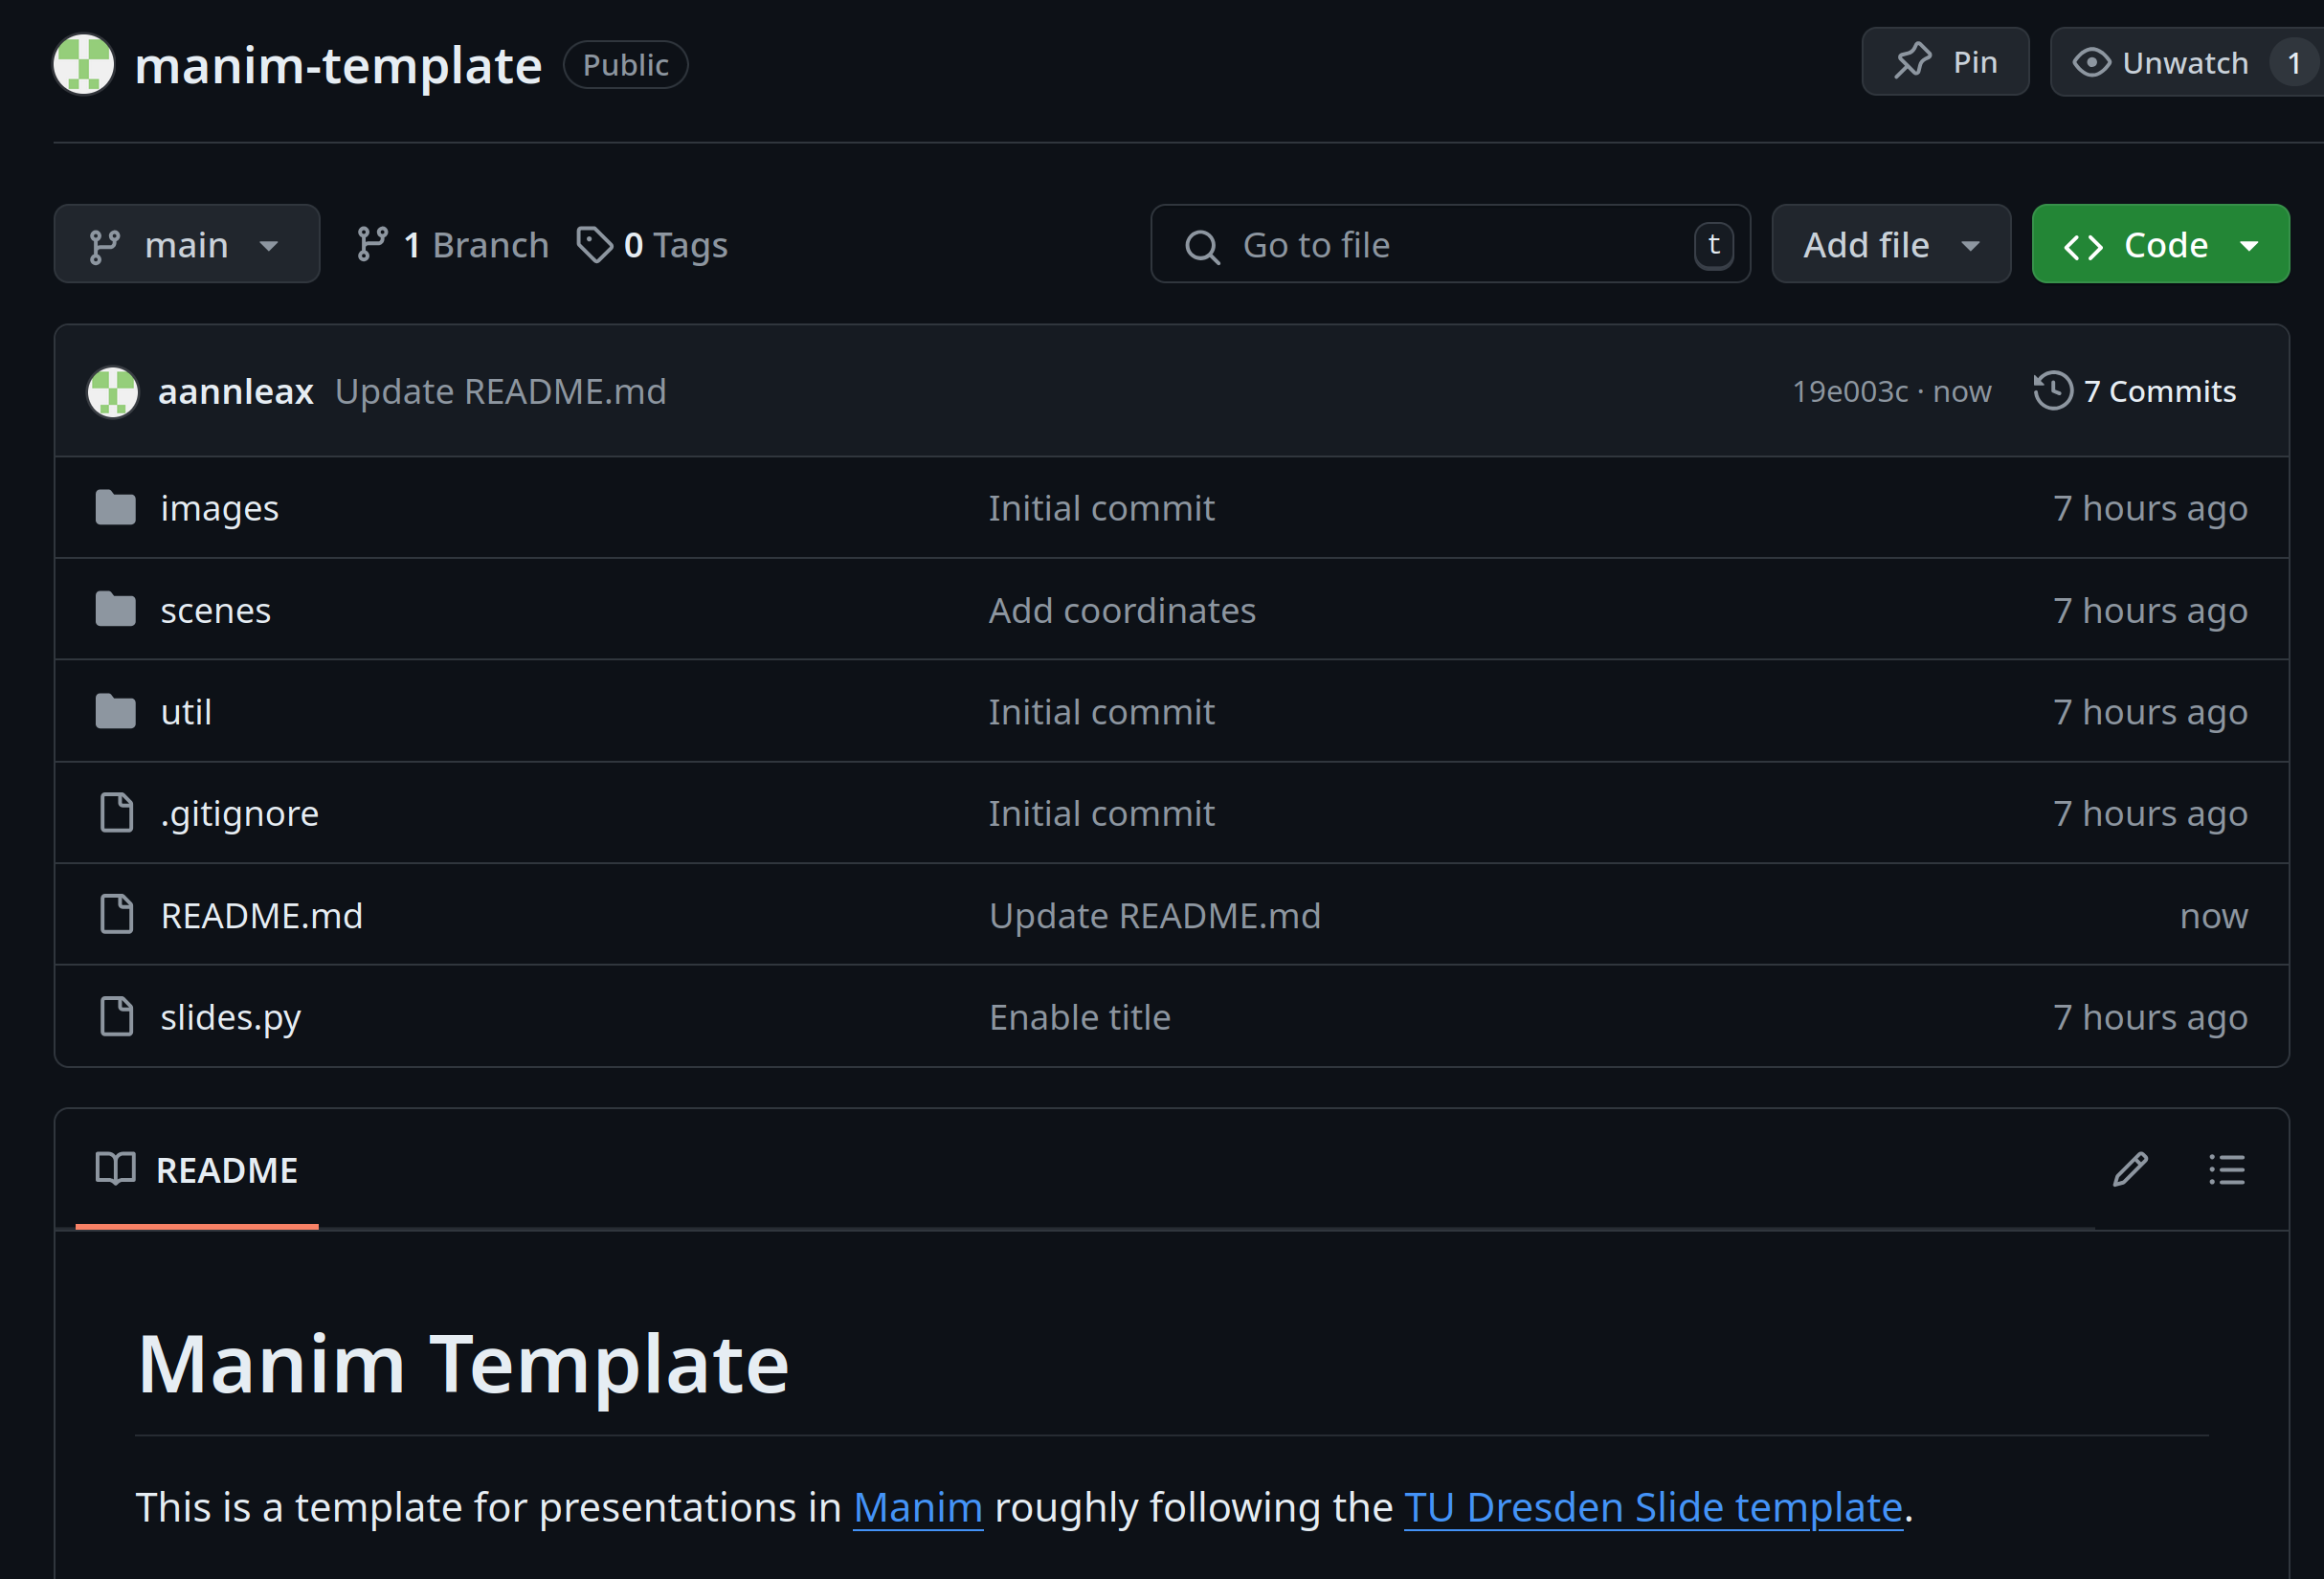 manim-template Public Pin Unwatch 1
main 1 Branch 0 Tags Go to file t Add file Code
aannleax Update README.md 19e003c · now 7 Commits
images Initial commit 7 hours ago
scenes Add coordinates 7 hours ago
util Initial commit 7 hours ago
.gitignore Initial commit 7 hours ago
README.md Update README.md now
slides.py Enable title 7 hours ago
README
Manim Template
This is a template for presentations in Manim roughly following the TU Dresden Slide template.